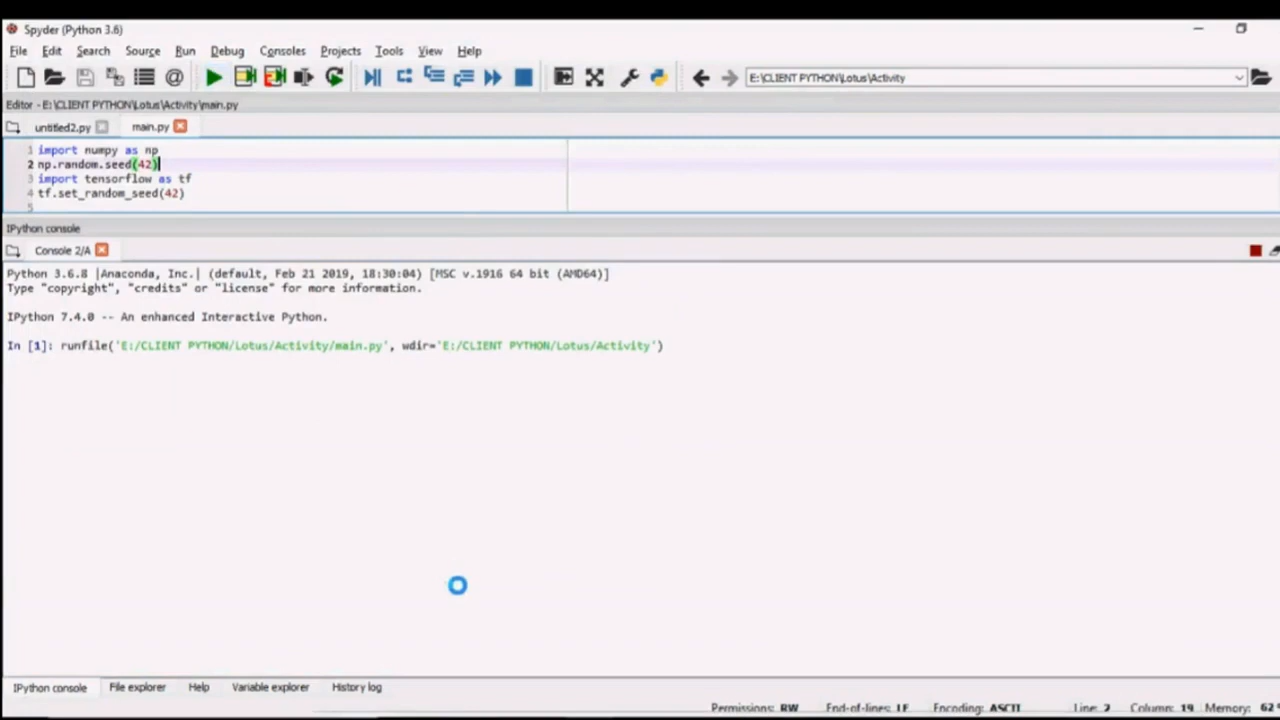 Spyder (Python 3.6)
File Edit Search Source Run Debug Consoles Projects Tools View Help
E:\CLIENT PYTHON\Lotus\Activity
Editor - E:\CLIENT PYTHON\Lotus\Activity\main.py
untitled2.py main.py
1 import numpy as np
2 np.random.seed(42)
3 import tensorflow as tf
4 tf.set_random_seed(42)
5
IPython console
Console 2/A
Python 3.6.8 |Anaconda, Inc.| (default, Feb 21 2019, 18:30:04) [MSC v.1916 64 bit (AMD64)]
Type "copyright", "credits" or "license" for more information.
IPython 7.4.0 -- An enhanced Interactive Python.
In [1]: runfile('E:/CLIENT PYTHON/Lotus/Activity/main.py', wdir='E:/CLIENT PYTHON/Lotus/Activity')
IPython console File explorer Help Variable explorer History log
Permissions: RW End-of-lines: LF Encoding: ASCII Line: 2 Column: 19 Memory: 62